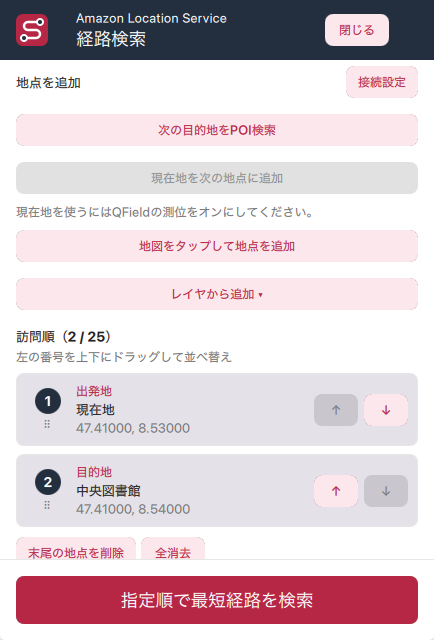 Amazon Location Service
経路検索
閉じる
地点を追加
接続設定
次の目的地をPOI検索
現在地を次の地点に追加
現在地を使うにはQFieldの測位をオンにしてください。
地図をタップして地点を追加
レイヤから追加 ▾
訪問順（2 / 25）
左の番号を上下にドラッグして並べ替え
1
出発地
現在地
47.41000, 8.53000
↑
↓
2
目的地
中央図書館
47.41000, 8.54000
↑
↓
末尾の地点を削除
全消去
指定順で最短経路を検索